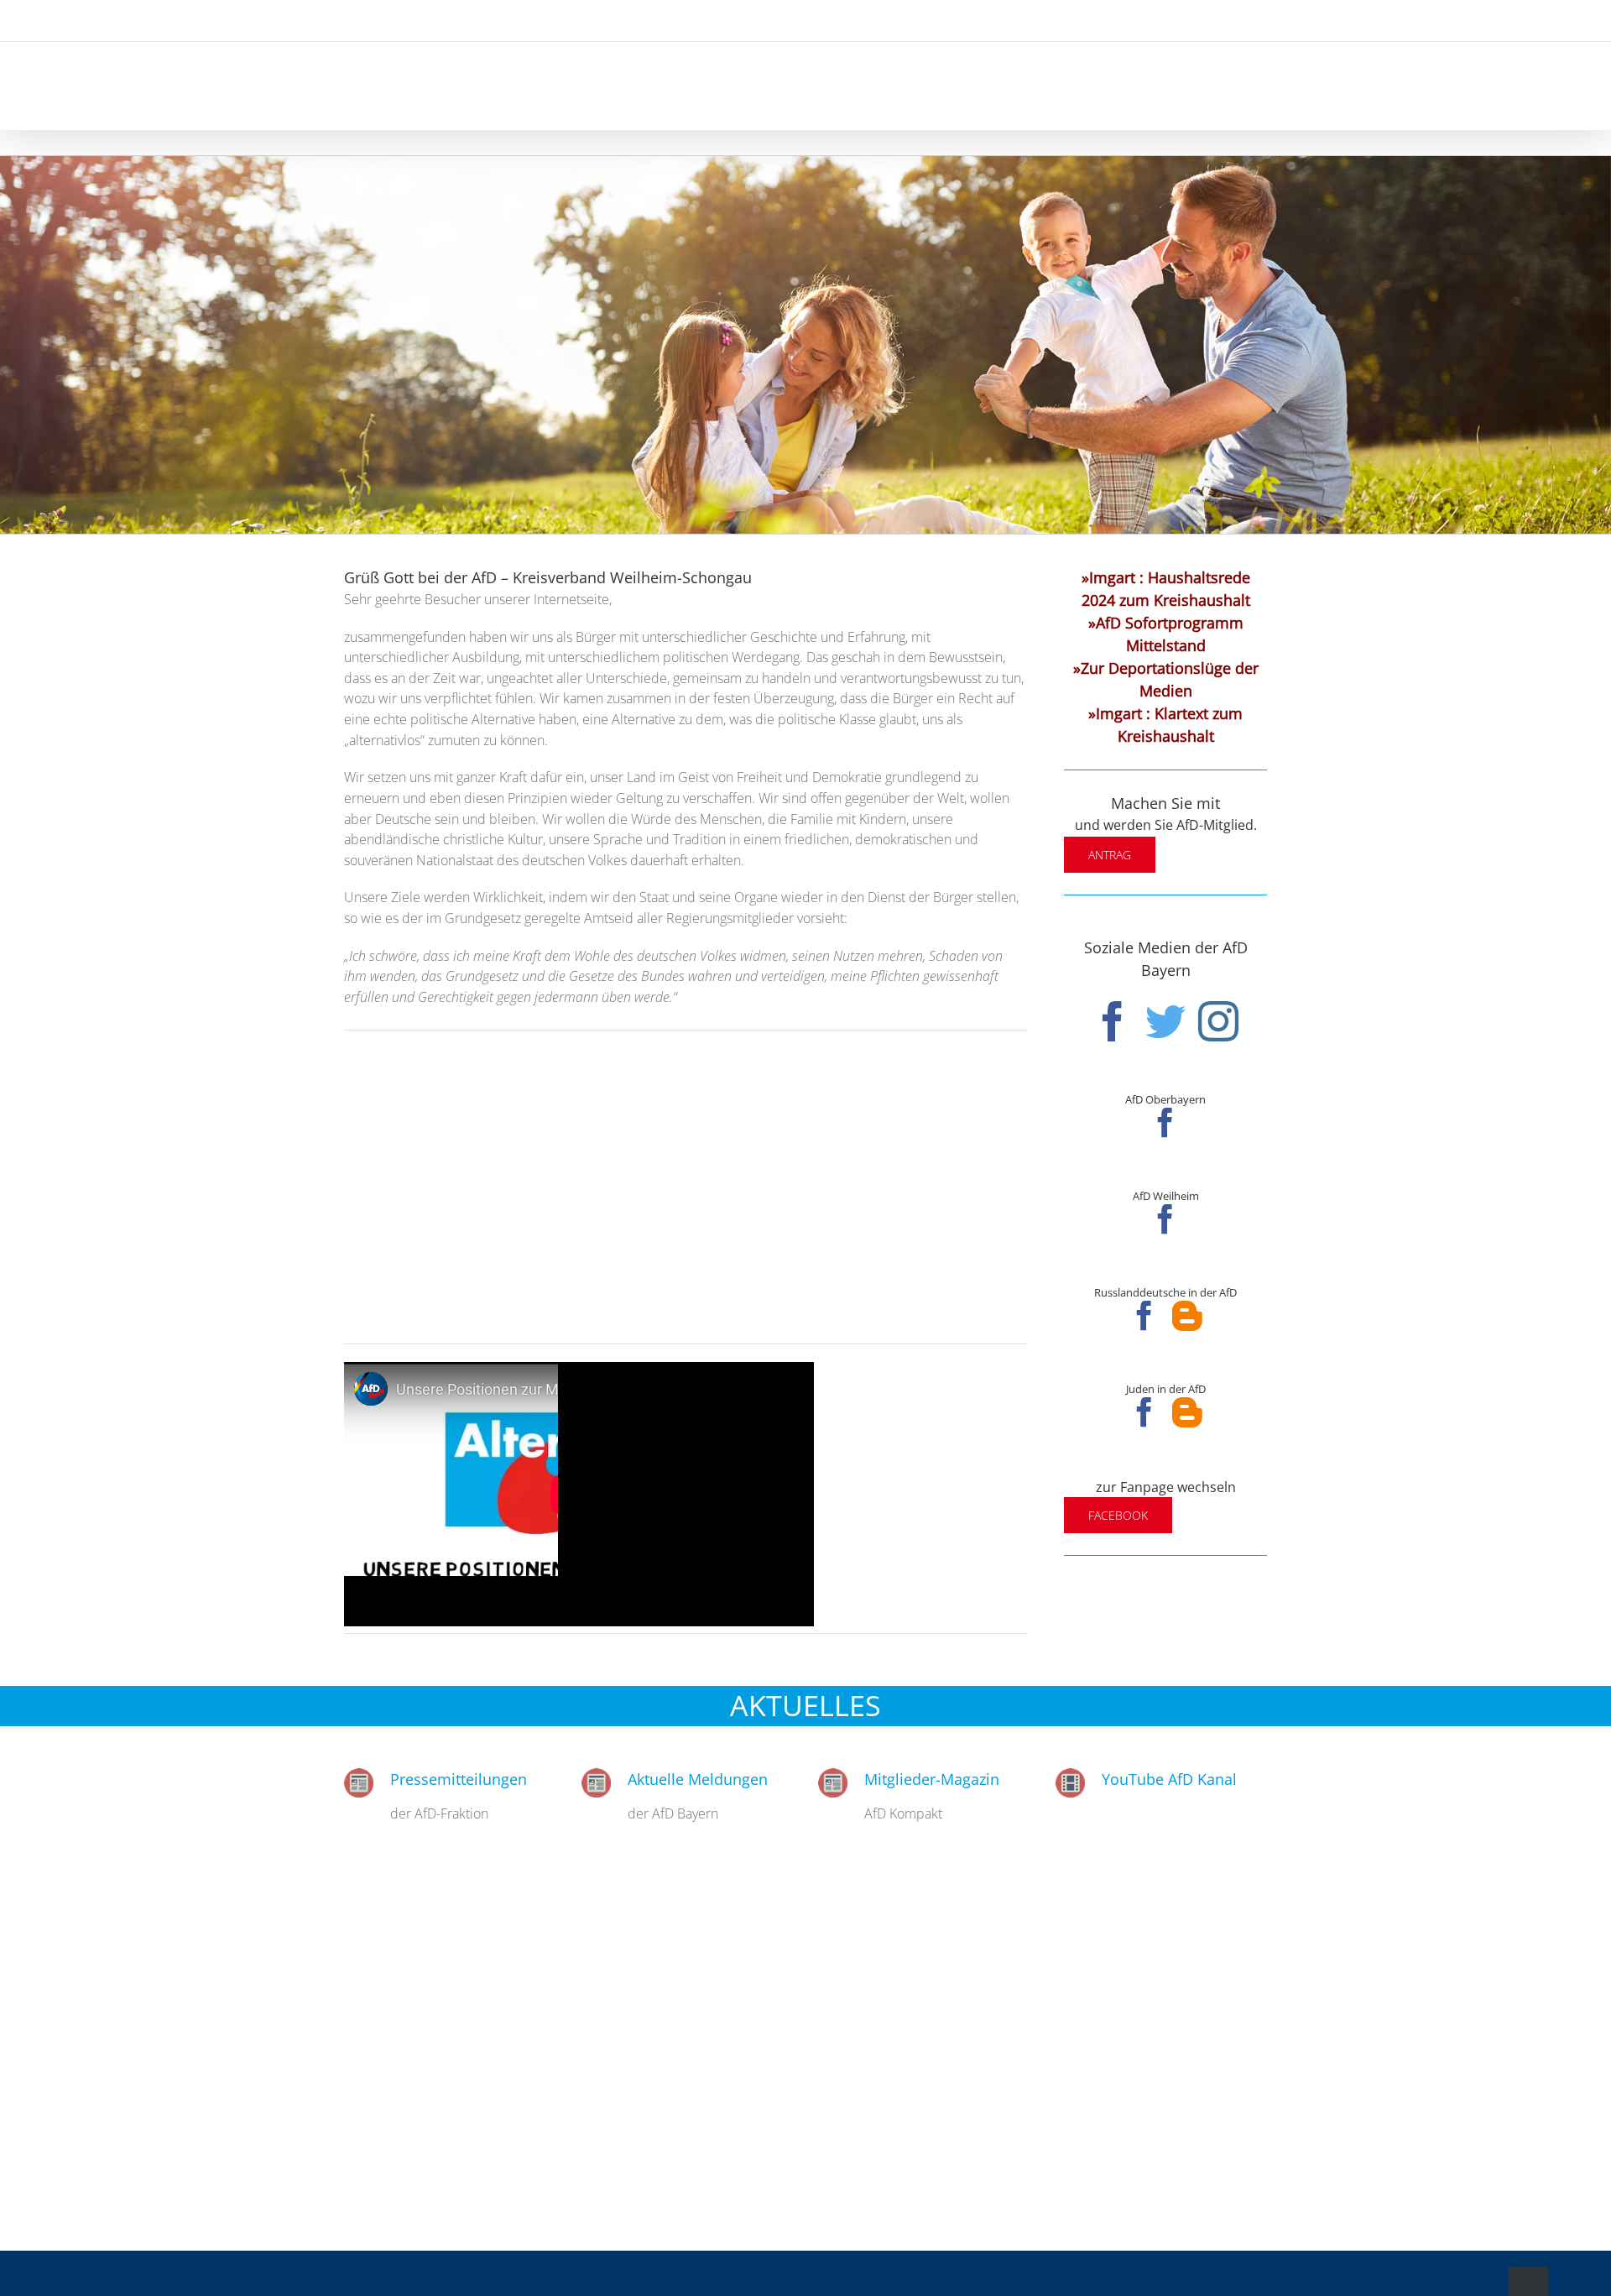 Grüß Gott bei der AfD – Kreisverband Weilheim-Schongau
Sehr geehrte Besucher unserer Internetseite,
zusammengefunden haben wir uns als Bürger mit unterschiedlicher Geschichte und Erfahrung, mit
unterschiedlicher Ausbildung, mit unterschiedlichem politischen Werdegang. Das geschah in dem Bewusstsein,
dass es an der Zeit war, ungeachtet aller Unterschiede, gemeinsam zu handeln und verantwortungsbewusst zu tun,
wozu wir uns verpflichtet fühlen. Wir kamen zusammen in der festen Überzeugung, dass die Bürger ein Recht auf
eine echte politische Alternative haben, eine Alternative zu dem, was die politische Klasse glaubt, uns als
„alternativlos“ zumuten zu können.
Wir setzen uns mit ganzer Kraft dafür ein, unser Land im Geist von Freiheit und Demokratie grundlegend zu
erneuern und eben diesen Prinzipien wieder Geltung zu verschaffen. Wir sind offen gegenüber der Welt, wollen
aber Deutsche sein und bleiben. Wir wollen die Würde des Menschen, die Familie mit Kindern, unsere
abendländische christliche Kultur, unsere Sprache und Tradition in einem friedlichen, demokratischen und
souveränen Nationalstaat des deutschen Volkes dauerhaft erhalten.
Unsere Ziele werden Wirklichkeit, indem wir den Staat und seine Organe wieder in den Dienst der Bürger stellen,
so wie es der im Grundgesetz geregelte Amtseid aller Regierungsmitglieder vorsieht:
„Ich schwöre, dass ich meine Kraft dem Wohle des deutschen Volkes widmen, seinen Nutzen mehren, Schaden von
ihm wenden, das Grundgesetz und die Gesetze des Bundes wahren und verteidigen, meine Pflichten gewissenhaft
erfüllen und Gerechtigkeit gegen jedermann üben werde.“
AfD
Unsere Positionen zur M
Alter
UNSERE POSITIONEN
»Imgart : Haushaltsrede
2024 zum Kreishaushalt
»AfD Sofortprogramm
Mittelstand
»Zur Deportationslüge der
Medien
»Imgart : Klartext zum
Kreishaushalt
Machen Sie mit
und werden Sie AfD-Mitglied.
ANTRAG
Soziale Medien der AfD
Bayern
AfD Oberbayern
AfD Weilheim
Russlanddeutsche in der AfD
Juden in der AfD
zur Fanpage wechseln
FACEBOOK
AKTUELLES
Pressemitteilungen
der AfD-Fraktion
Aktuelle Meldungen
der AfD Bayern
Mitglieder-Magazin
AfD Kompakt
YouTube AfD Kanal